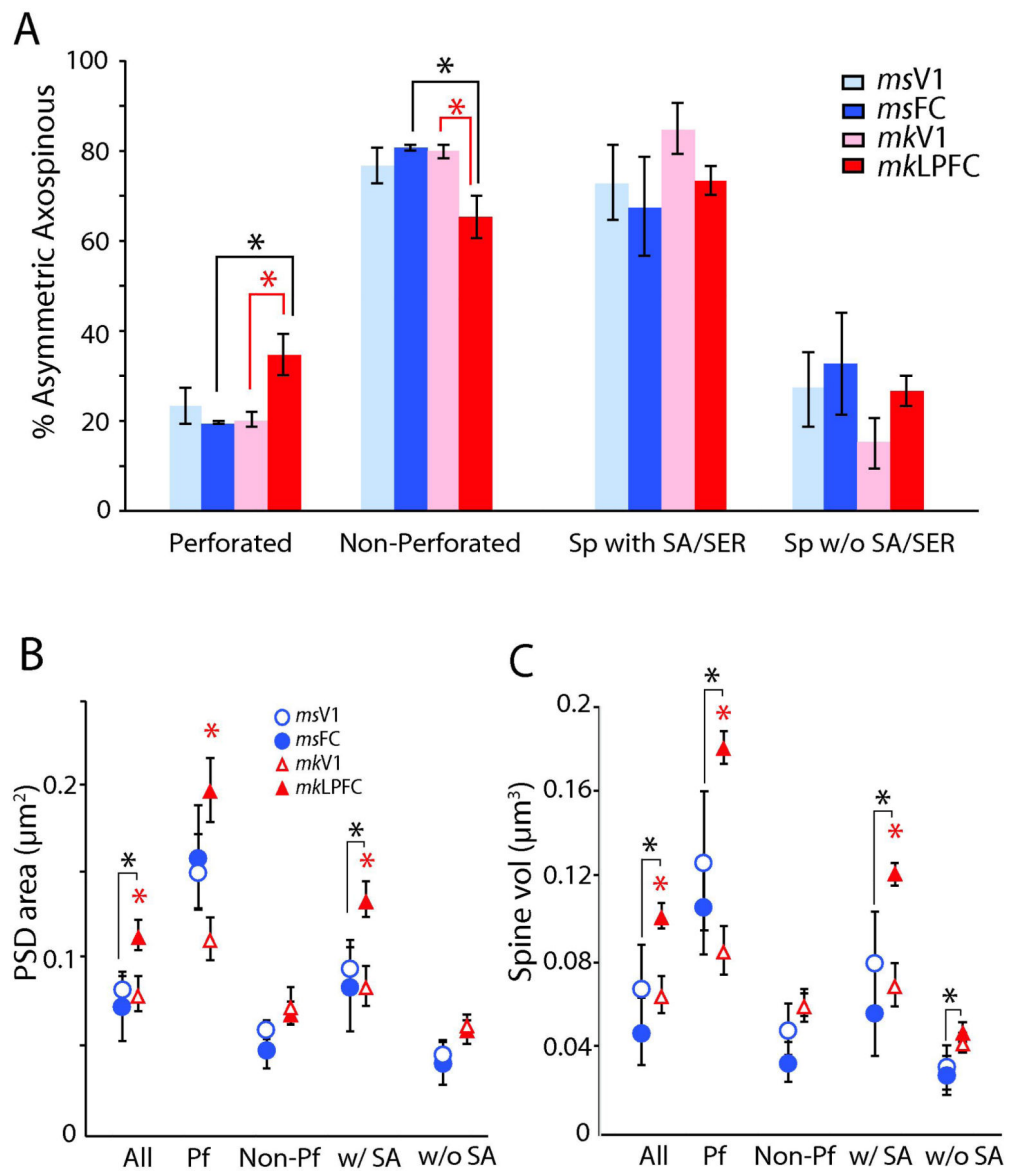 A
% Asymmetric Axospinous
100
80
60
40
20
0
*
*
*
*
msV1
msFC
mkV1
mkLPFC
Perforated
Non-Perforated
Sp with SA/SER
Sp w/o SA/SER
B
PSD area (µm²)
0.2
0.1
0
msV1
msFC
mkV1
mkLPFC
*
*
*
*
*
All
Pf
Non-Pf
w/ SA
w/o SA
C
Spine vol (µm³)
0.2
0.16
0.12
0.08
0.04
0
*
*
*
*
*
*
*
All
Pf
Non-Pf
w/ SA
w/o SA